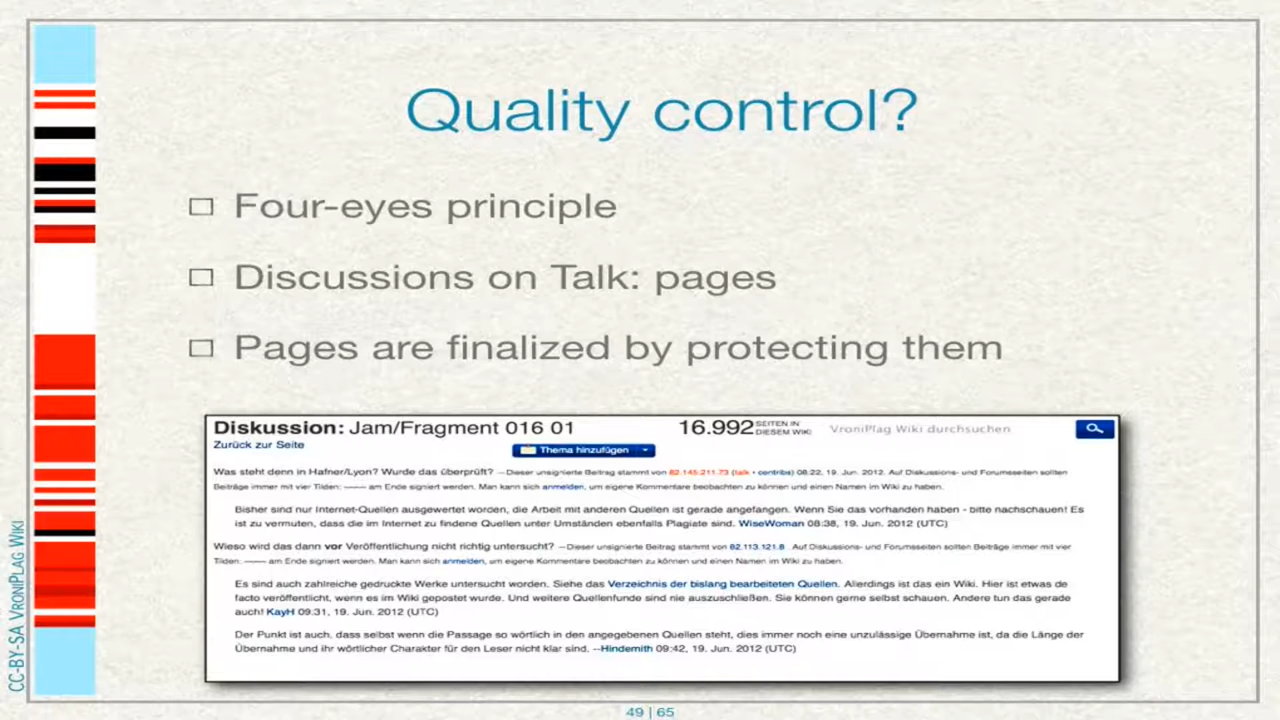 Quality control?
Four-eyes principle
Discussions on Talk: pages
Pages are finalized by protecting them
Diskussion: Jam/Fragment 016 01
16.992 SEITEN IN DIESEM WIKI
VroniPlag Wiki durchsuchen
Zurück zur Seite
Thema hinzufügen
Was steht denn in Hafner/Lyon? Wurde das überprüft? -- Dieser unsignierte Beitrag stammt von 82.145.211.73 (talk • contribs) 08:22, 19. Jun. 2012. Auf Diskussions- und Forumsseiten sollten
Beiträge immer mit vier Tilden: ~~~~ am Ende signiert werden. Man kann sich anmelden, um eigene Kommentare beobachten zu können und einen Namen im Wiki zu haben.
Bisher sind nur Internet-Quellen ausgewertet worden, die Arbeit mit anderen Quellen ist gerade angefangen. Wenn Sie das vorhanden haben - bitte nachschauen! Es
ist zu vermuten, dass die im Internet zu findene Quellen unter Umständen ebenfalls Plagiate sind. WiseWoman 08:38, 19. Jun. 2012 (UTC)
Wieso wird das dann vor Veröffentlichung nicht richtig untersucht? -- Dieser unsignierte Beitrag stammt von 82.113.121.8 . Auf Diskussions- und Forumseiten sollten Beiträge immer mit vier
Tilden: ~~~~ am Ende signiert werden. Man kann sich anmelden, um eigene Kommentare beobachten zu können und einen Namen im Wiki zu haben.
Es sind auch zahlreiche gedruckte Werke untersucht worden. Siehe das Verzeichnis der bislang bearbeiteten Quellen. Allerdings ist das ein Wiki. Hier ist etwas de
facto veröffentlicht, wenn es im Wiki gepostet wurde. Und weitere Quellenfunde sind nie auszuschließen. Sie können gerne selbst schauen. Andere tun das gerade
auch! KayH 09:31, 19. Jun. 2012 (UTC)
Der Punkt ist auch, dass selbst wenn die Passage so wörtlich in den angegebenen Quellen steht, dies immer noch eine unzulässige Übernahme ist, da die Länge der
Übernahme und ihr wörtlicher Charakter für den Leser nicht klar sind. --Hindemith 09:42, 19. Jun. 2012 (UTC)
CC-BY-SA VRONIPLAG WIKI
49 | 65